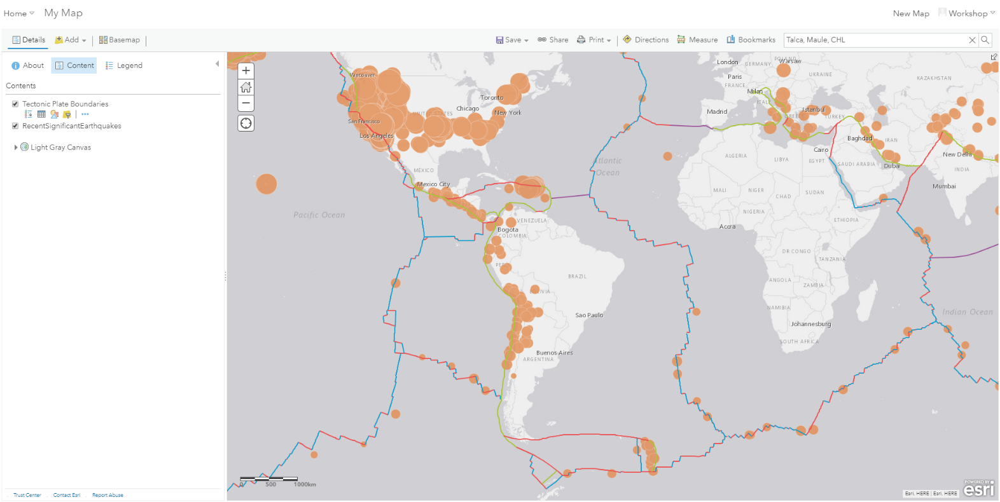 Home My Map New Map Workshop
Details Add Basemap Save Share Print Directions Measure Bookmarks Talca, Maule, CHL
About Content Legend
Contents
Tectonic Plate Boundaries
RecentSignificantEarthquakes
Light Gray Canvas
Trust Center Contact Esri Report Abuse
Vancouver
UNITED STATES
San Francisco
Los Angeles
Toronto
Chicago
New York
MÉXICO
Mexico City
Pacific Ocean
Atlantic
Ocean
VENEZUELA
Bogota
COLOMBIA
BRAZIL
BOLIVIA
Sao Paulo
Buenos Aires
ARGENTINA
London
GERMANY
POLAND
Warsaw
Paris
UKRAINE
FRANCE
KAZAKHSTAN
Milan
ITALY
Madrid
Istanbul
GREECE
TURKEY
Baghdad
IRAN
Cairo
New Delhi
ALGERIA
LIBYA
EGYPT
SAUDI ARABIA
Dubai
INDIA
Mumbai
MALI
NIGER
CHAD
SUDAN
NIGERIA
ETHIOPIA
Accra
DR CONGO
TANZANIA
ANGOLA
ZAMBIA
NAMIBIA
Johannesburg
SOUTH AFRICA
Indian Ocean
0 500 1000km
Esri, HERE | Esri, HERE
POWERED BY
esri